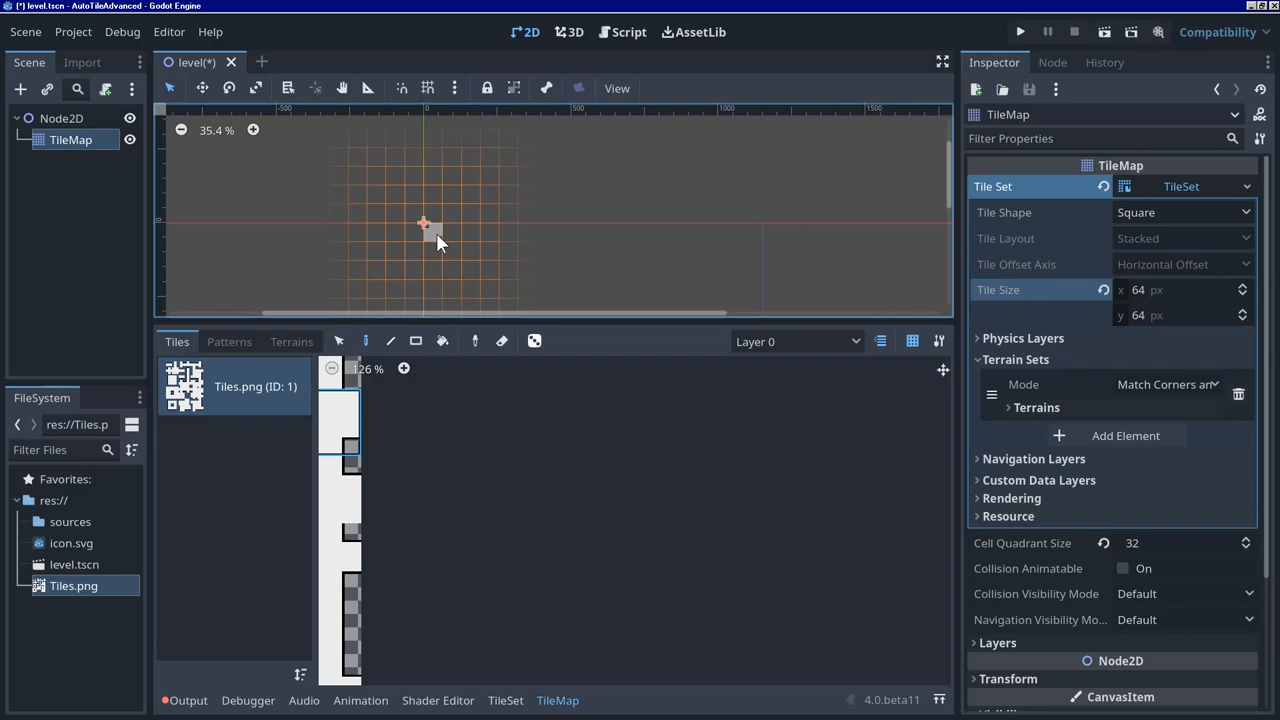 (*) level.tscn - AutoTileAdvanced - Godot Engine
Scene Project Debug Editor Help
2D 3D Script AssetLib
Compatibility
Scene Import
level(*)
Inspector Node History
View
Node2D
TileMap
-500 0 500 1000 1500
35.4 %
0
TileMap
Filter Properties
TileMap
Tile Set TileSet
Tile Shape Square
Tile Layout Stacked
Tile Offset Axis Horizontal Offset
Tile Size x 64 px
y 64 px
Physics Layers
Terrain Sets
Mode Match Corners an
Terrains
Add Element
Navigation Layers
Custom Data Layers
Rendering
Resource
Cell Quadrant Size 32
Collision Animatable On
Collision Visibility Mode Default
Navigation Visibility Mo... Default
Layers
Node2D
Transform
CanvasItem
Tiles Patterns Terrains
Layer 0
Tiles.png (ID: 1)
126 %
FileSystem
res://Tiles.p
Filter Files
Favorites:
res://
sources
icon.svg
level.tscn
Tiles.png
Output Debugger Audio Animation Shader Editor TileSet TileMap
4.0.beta11